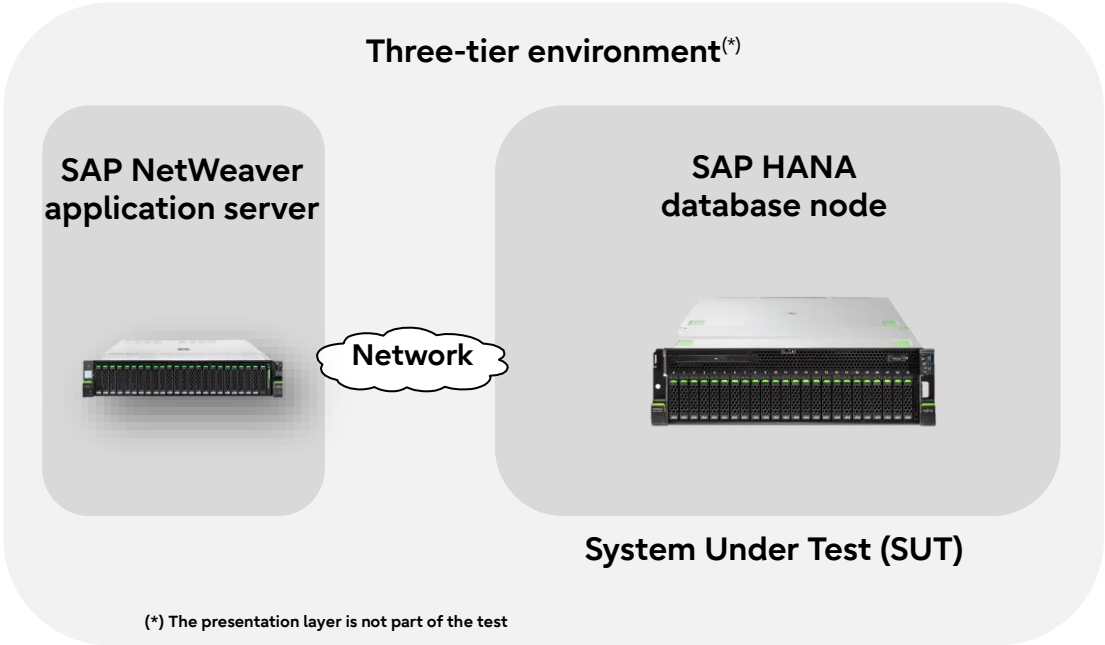 Three-tier environment(*)
SAP NetWeaver
application server
SAP HANA
database node
Network
System Under Test (SUT)
(*) The presentation layer is not part of the test